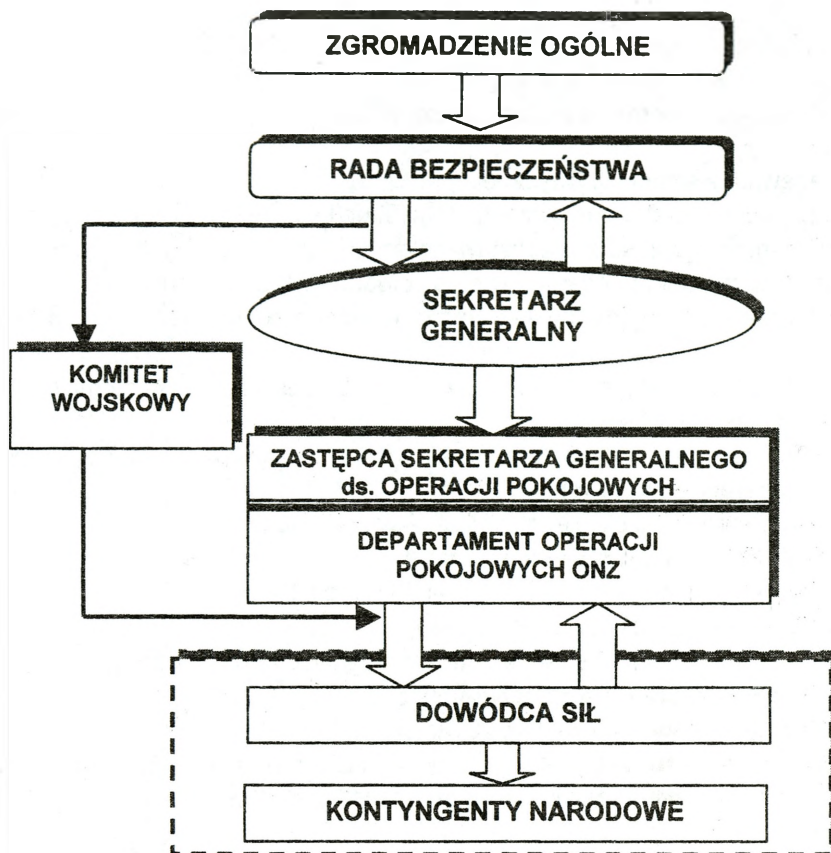 ZGROMADZENIE OGÓLNE
RADA BEZPIECZEŃSTWA
SEKRETARZ
GENERALNY
KOMITET
WOJSKOWY
ZASTĘPCA SEKRETARZA GENERALNEGO
ds. OPERACJI POKOJOWYCH
DEPARTAMENT OPERACJI
POKOJOWYCH ONZ
DOWÓDCA SIŁ
KONTYNGENTY NARODOWE